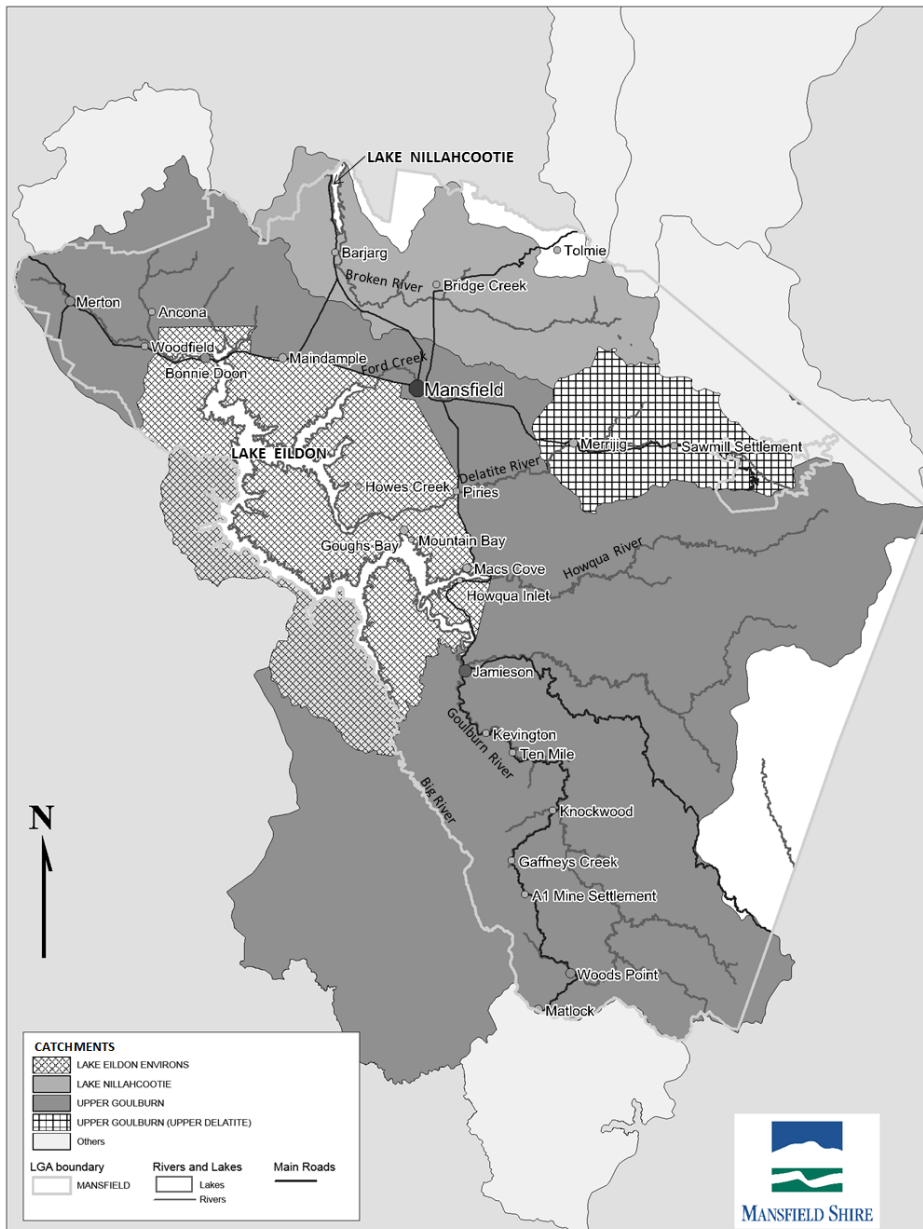 LAKE NILLAHCOOTIE
Tolmie
Barjarg
Broken River
Bridge Creek
Merton
Ancona
Woodfield
Bonnie Doon
Maindample
Ford Creek
Mansfield
Merrijig
Sawmill Settlement
LAKE EILDON
Delatite River
Howes Creek
Piries
Goughs Bay
Mountain Bay
Macs Cove
Howqua River
Howqua Inlet
Jamieson
Goulburn River
Kevington
Ten Mile
Big River
Knockwood
Gaffneys Creek
A1 Mine Settlement
Woods Point
Matlock
N
CATCHMENTS
LAKE EILDON ENVIRONS
LAKE NILLAHCOOTIE
UPPER GOULBURN
UPPER GOULBURN (UPPER DELATITE)
Others
LGA boundary
MANSFIELD
Rivers and Lakes
Lakes
Rivers
Main Roads
MANSFIELD SHIRE